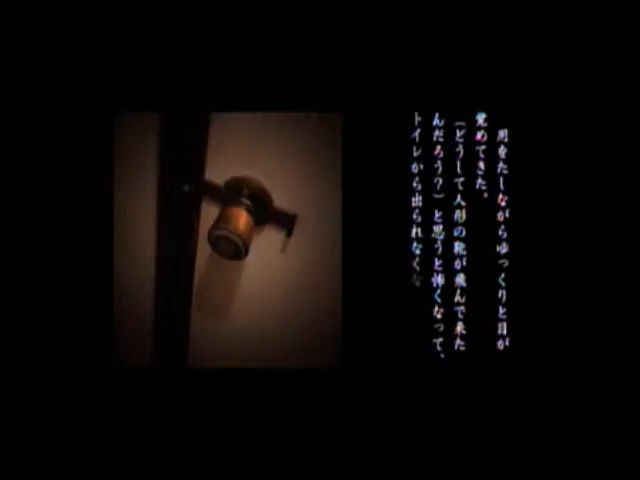 用をたしながらゆっくりと目が
覚めてきた。
(どうして人形の靴が飛んで来た
んだろう?)と思うと怖くなって、
トイレから出られなくな